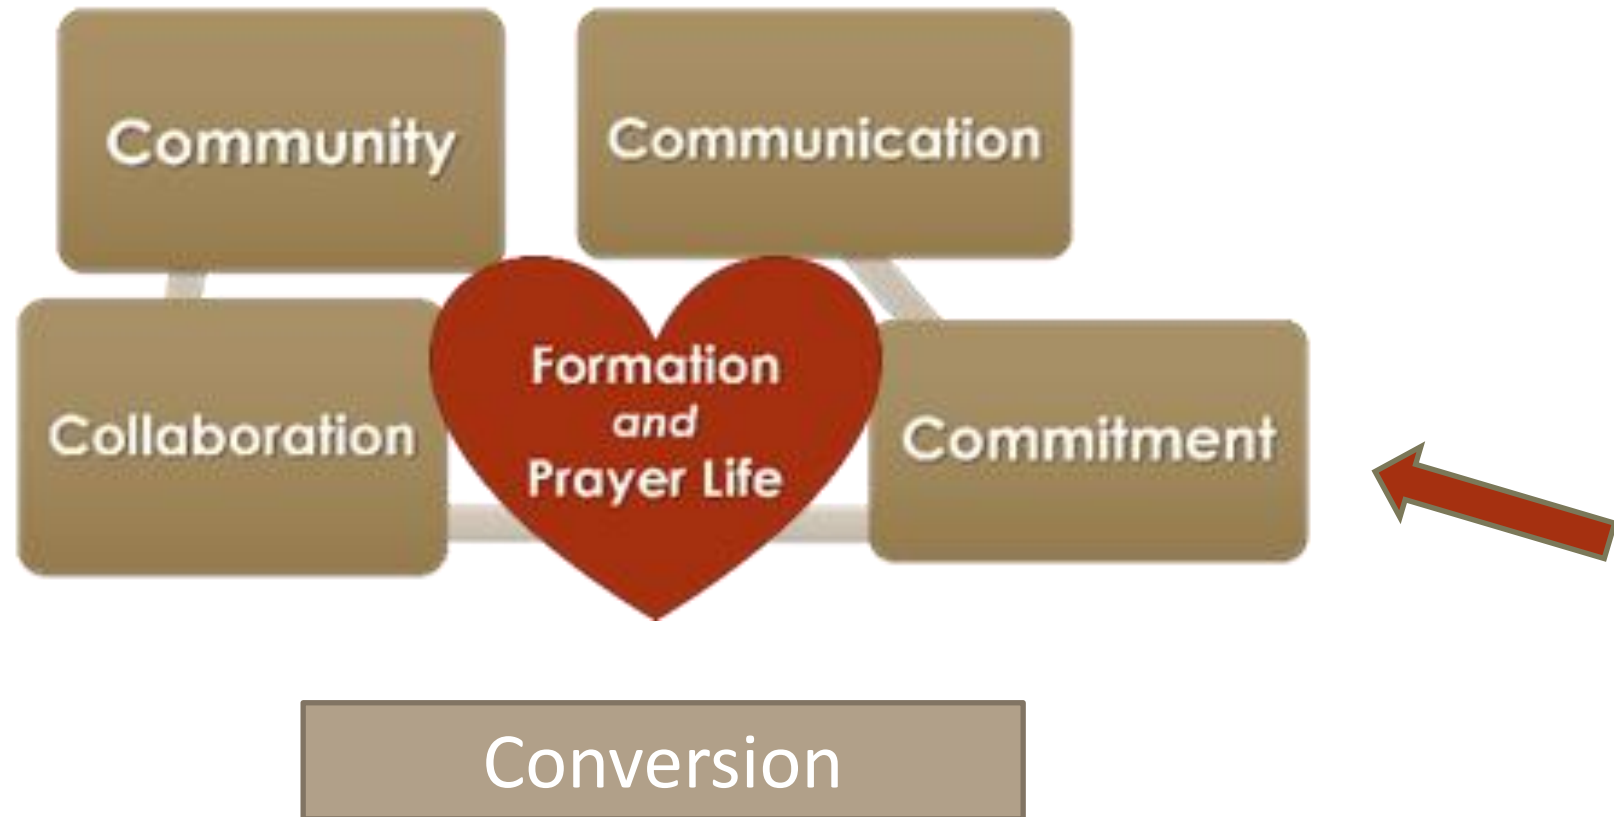 Community
Communication
Collaboration
Formation
and
Prayer Life
Commitment
Conversion